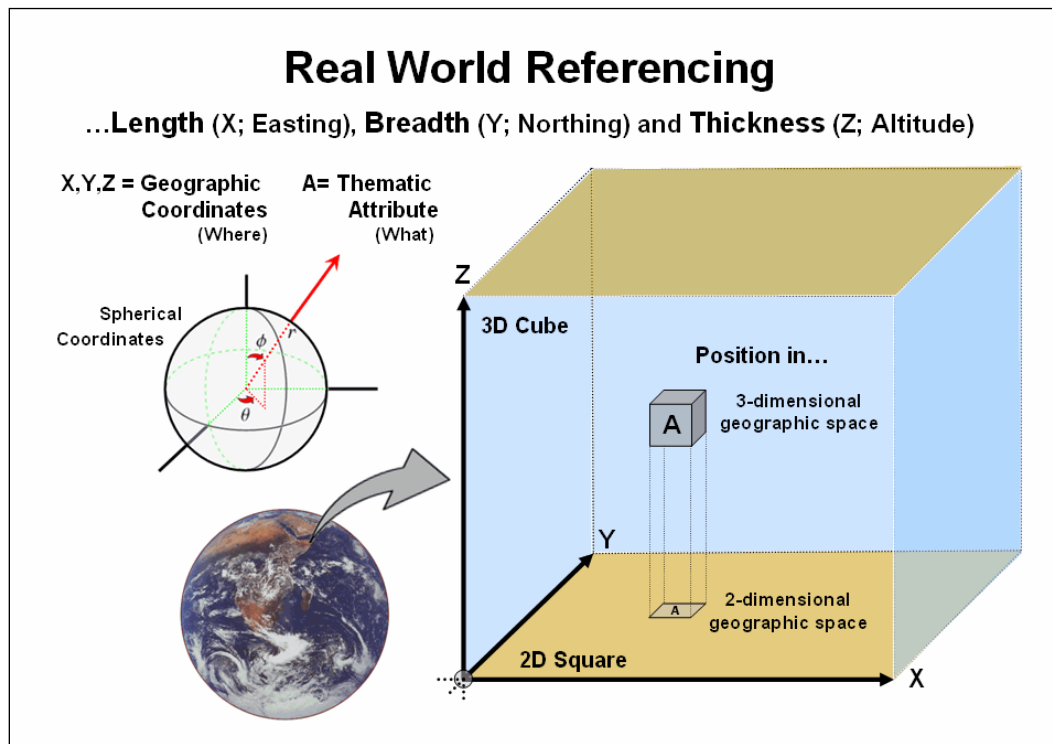 Real World Referencing
…Length (X; Easting), Breadth (Y; Northing) and Thickness (Z; Altitude)
X,Y,Z = Geographic
Coordinates
(Where)
A= Thematic
Attribute
(What)
Spherical
Coordinates
ϕ
r
θ
Z
3D Cube
Position in…
A
3-dimensional
geographic space
Y
A
2-dimensional
geographic space
2D Square
X